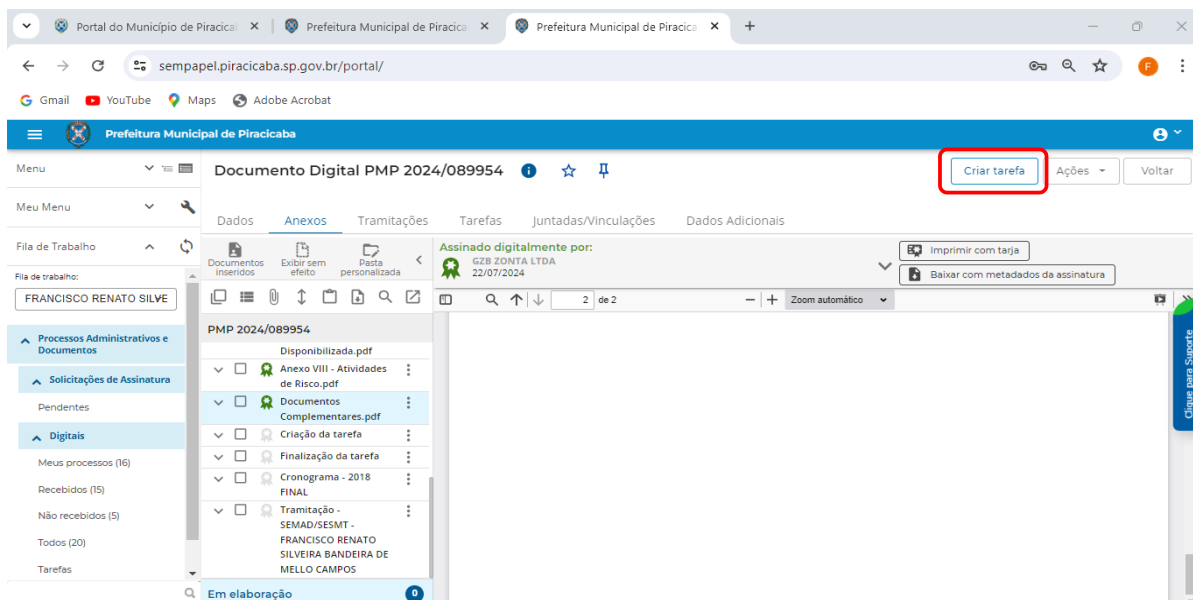 Portal do Município de Piracical
Prefeitura Municipal de Piracica
Prefeitura Municipal de Piracica
sempapel.piracicaba.sp.gov.br/portal/
F
Gmail
YouTube
Maps
Adobe Acrobat
Prefeitura Municipal de Piracicaba
Menu
Documento Digital PMP 2024/089954
Criar tarefa
Ações
Voltar
Meu Menu
Dados
Anexos
Tramitações
Tarefas
Juntadas/Vinculações
Dados Adicionais
Fila de Trabalho
Documentos inseridos
Exibir sem efeito
Pasta personalizada
Assinado digitalmente por:
GZB ZONTA LTDA
22/07/2024
Imprimir com tarja
Baixar com metadados da assinatura
Fila de trabalho:
FRANCISCO RENATO SILVE
2 de 2
Zoom automático
PMP 2024/089954
Processos Administrativos e
Documentos
Solicitações de Assinatura
Pendentes
Digitais
Meus processos (16)
Recebidos (15)
Não recebidos (5)
Todos (20)
Tarefas
Disponibilizada.pdf
Anexo VIII - Atividades
de Risco.pdf
Documentos
Complementares.pdf
Criação da tarefa
Finalização da tarefa
Cronograma - 2018
FINAL
Tramitação -
SEMAD/SESMT -
FRANCISCO RENATO
SILVEIRA BANDEIRA DE
MELLO CAMPOS
Em elaboração
0
Clique para Suporte